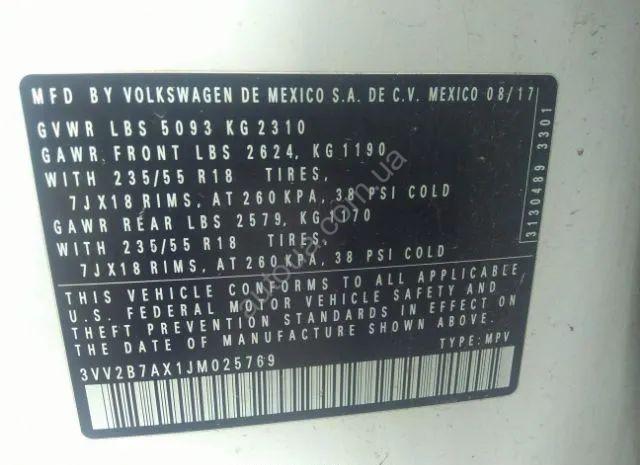 MFD BY VOLKSWAGEN DE MEXICO S.A. DE C.V. MEXICO 08/17
GVWR LBS 5093 KG 2310
GAWR FRONT LBS 2624, KG 1190
WITH 235/55 R18 TIRES,
7JX18 RIMS, AT 260 KPA, 38 PSI COLD
GAWR REAR LBS 2579, KG 1170
WITH 235/55 R18 TIRES,
7JX18 RIMS, AT 260 KPA, 38 PSI COLD
THIS VEHICLE CONFORMS TO ALL APPLICABLE
U.S. FEDERAL MOTOR VEHICLE SAFETY AND
THEFT PREVENTION STANDARDS IN EFFECT ON
THE DATE OF MANUFACTURE SHOWN ABOVE.
TYPE: MPV
3VV2B7AX1JM025769
3130489 3301
autoua.com.ua